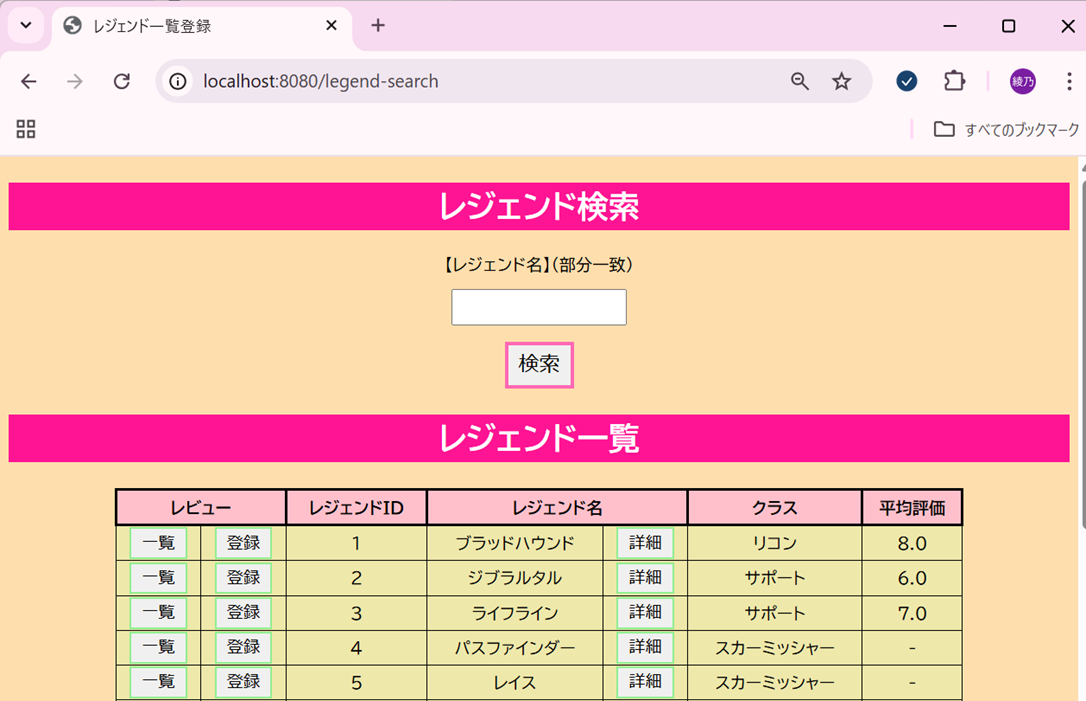 レジェンド一覧登録
localhost:8080/legend-search
綾乃
すべてのブックマーク
レジェンド検索
【レジェンド名】(部分一致)
検索
レジェンド一覧
レビュー レジェンドID レジェンド名 クラス 平均評価
一覧 登録 1 ブラッドハウンド 詳細 リコン 8.0
一覧 登録 2 ジブラルタル 詳細 サポート 6.0
一覧 登録 3 ライフライン 詳細 サポート 7.0
一覧 登録 4 パスファインダー 詳細 スカーミッシャー -
一覧 登録 5 レイス 詳細 スカーミッシャー -